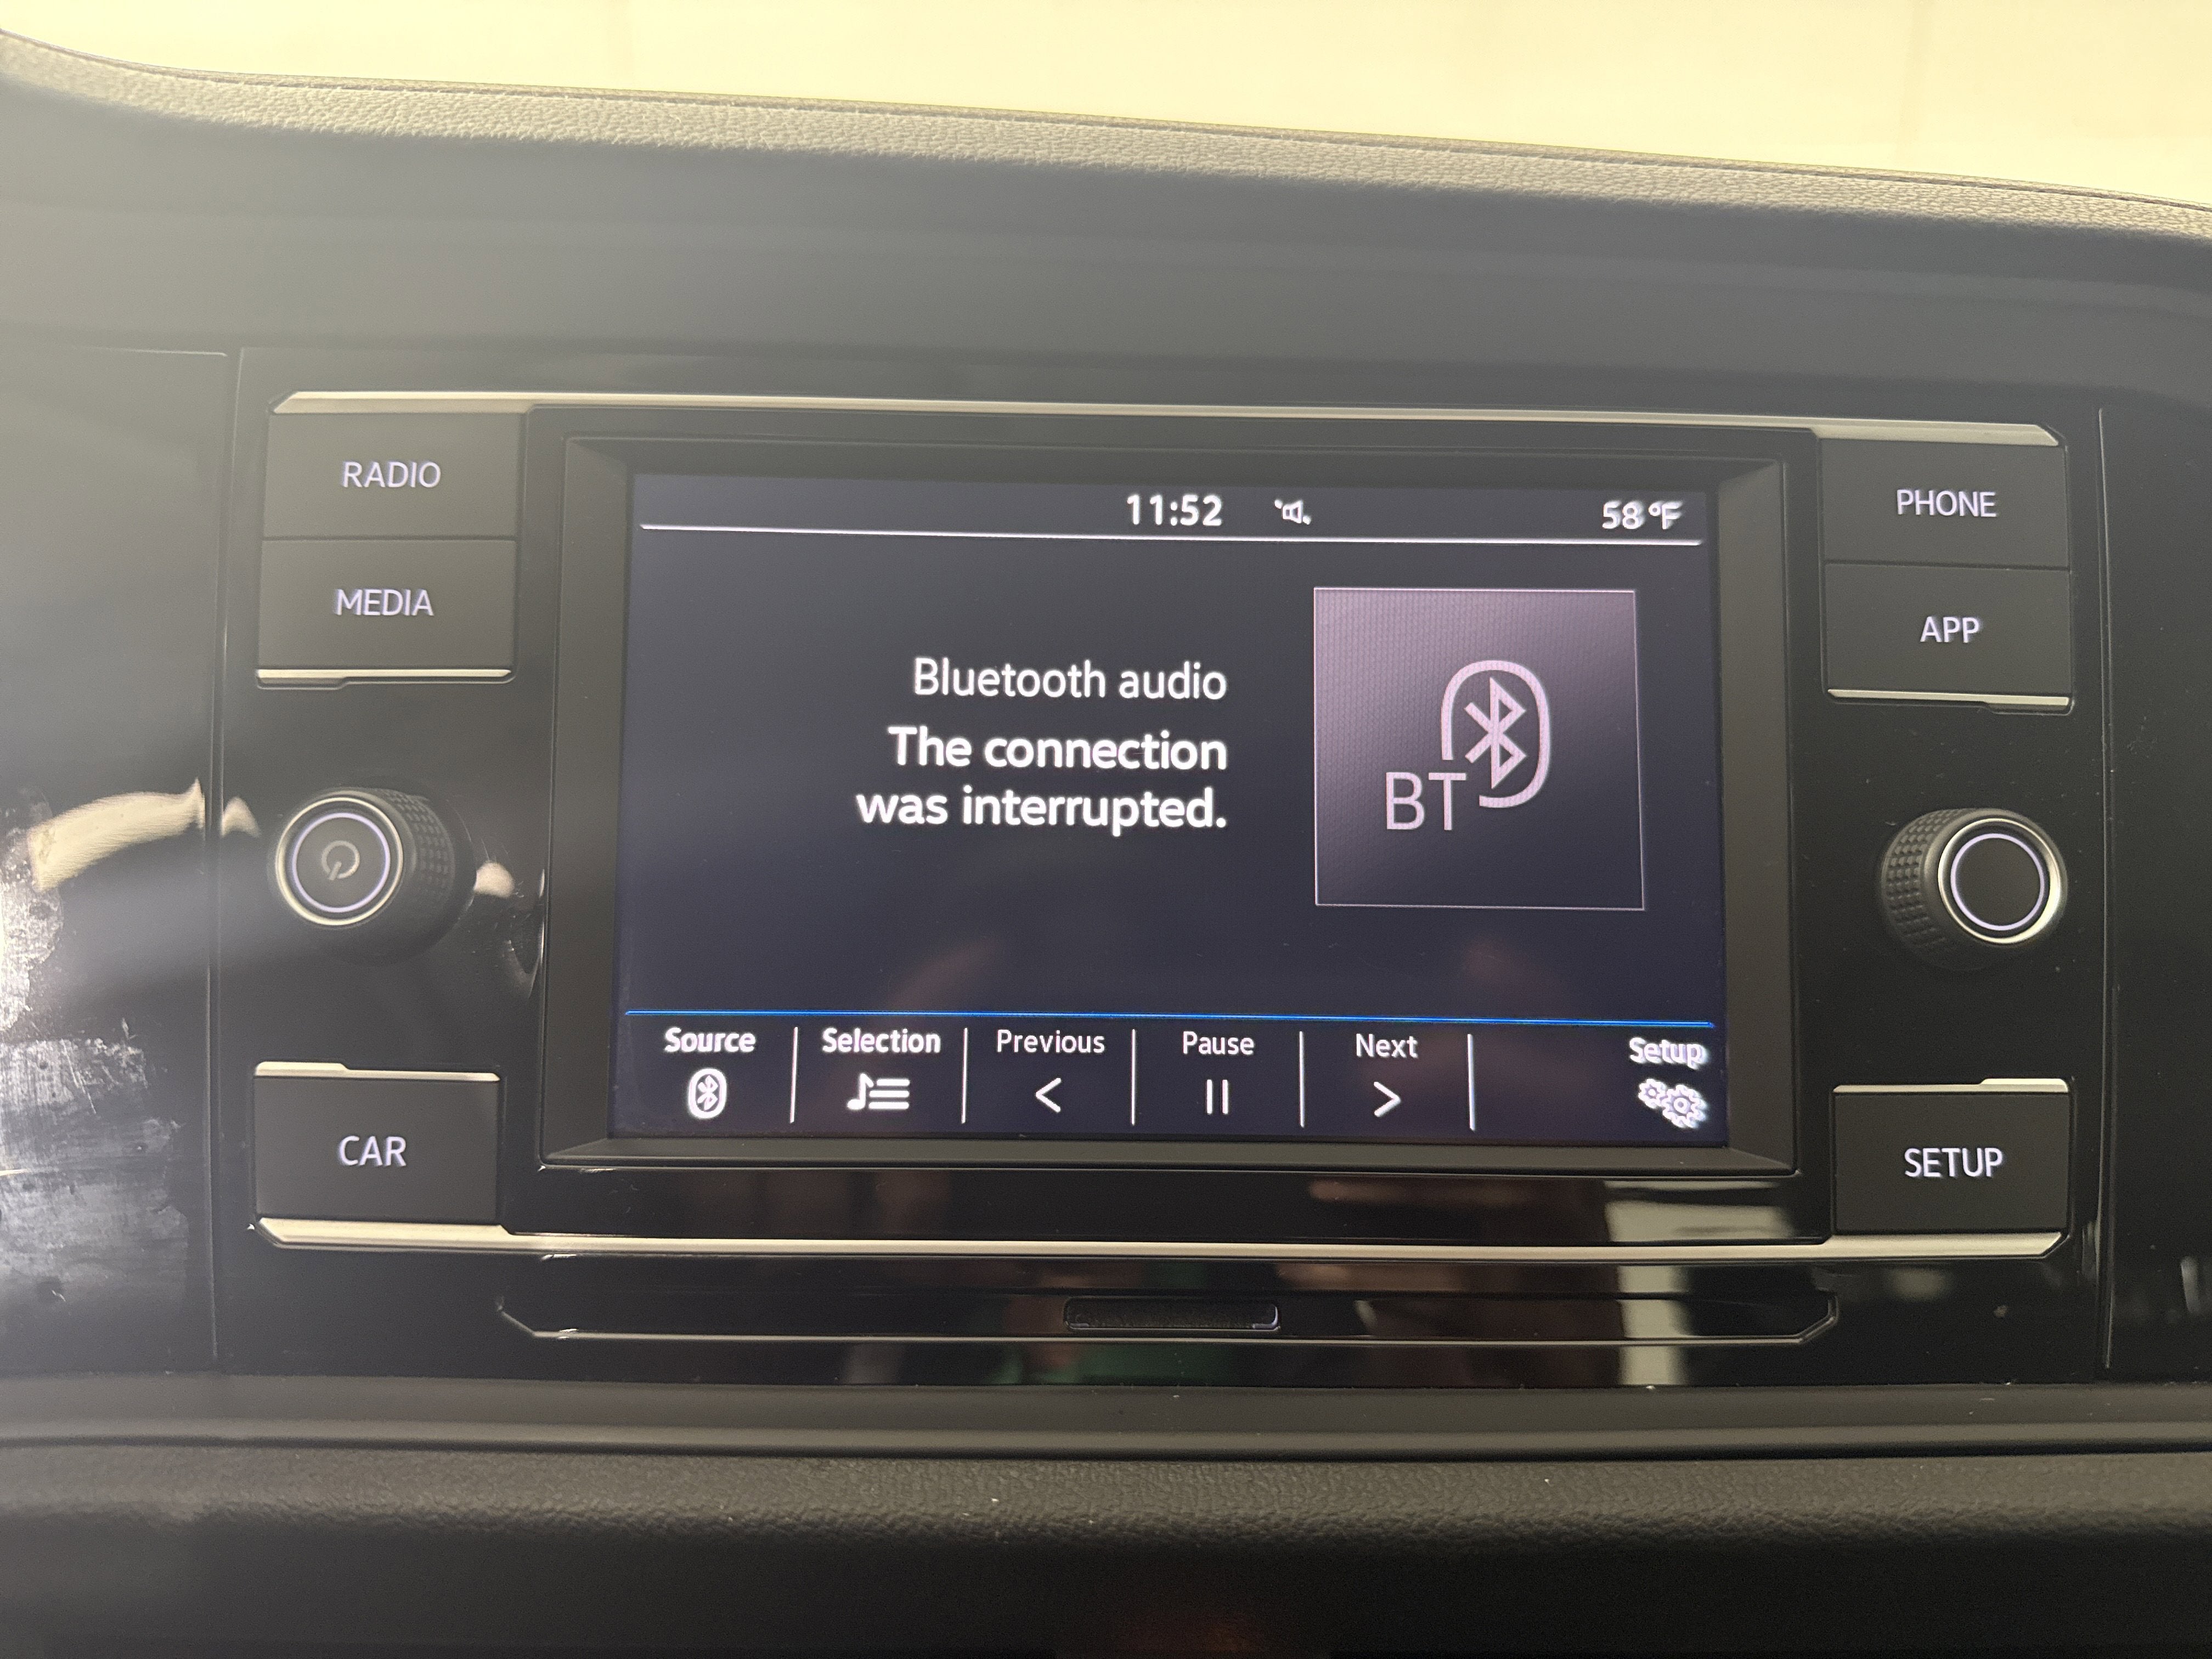 RADIO
MEDIA
CAR
11:52
58°F
Bluetooth audio
The connection
was interrupted.
BT
Source
Selection
Previous
Pause
Next
Setup
PHONE
APP
SETUP